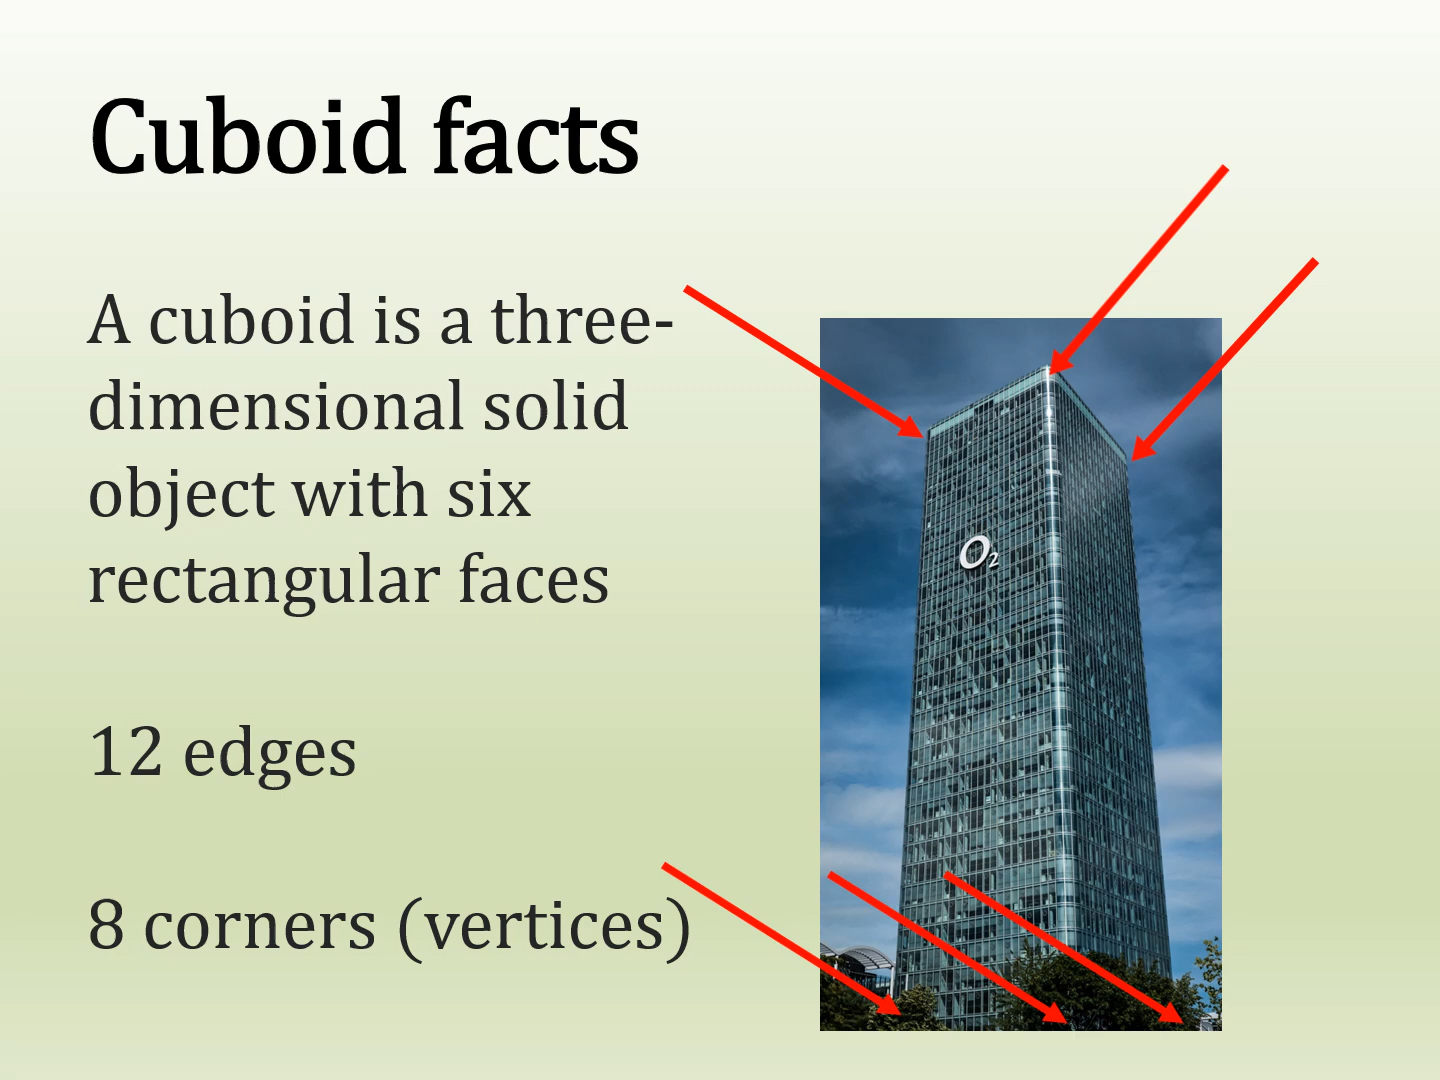 Cuboid facts
A cuboid is a three-
dimensional solid
object with six
rectangular faces
12 edges
8 corners (vertices)
O2